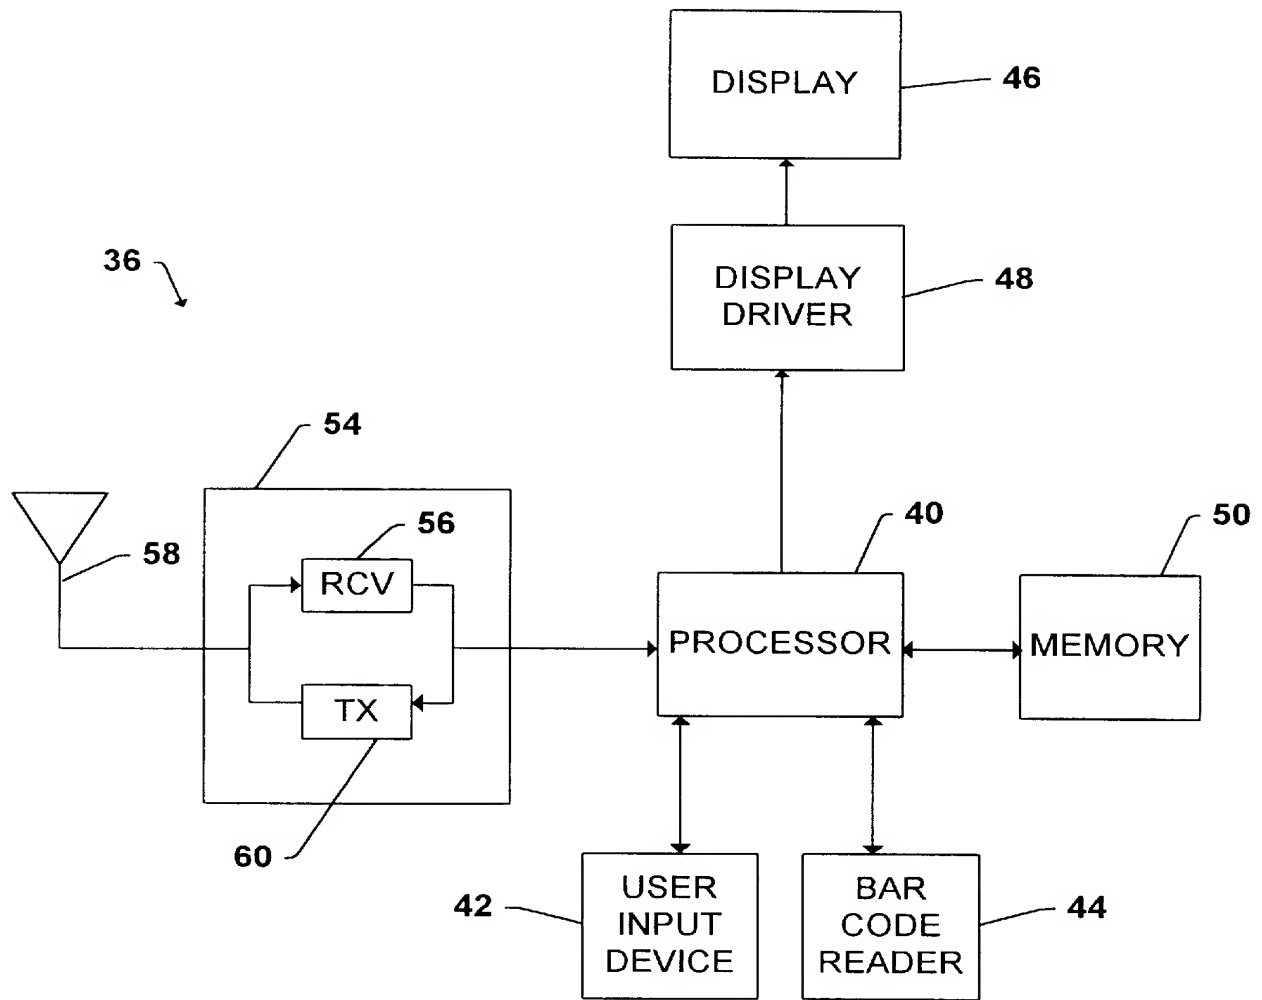 DISPLAY
46
DISPLAY
DRIVER
48
36
54
58
56
RCV
TX
60
40
PROCESSOR
50
MEMORY
42
USER
INPUT
DEVICE
BAR
CODE
READER
44